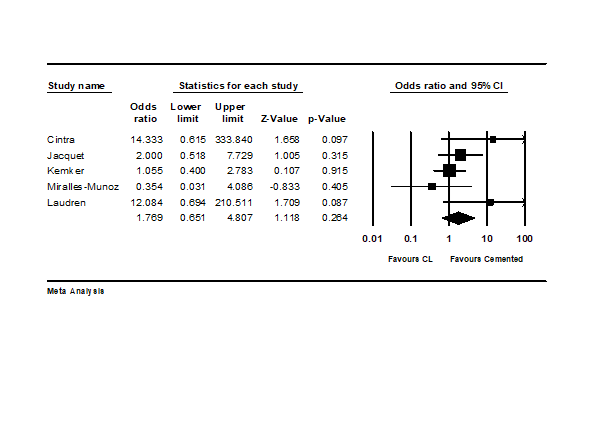 Study name Statistics for each study Odds ratio and 95% CI
Odds Lower Upper
ratio limit limit Z-Value p-Value
Cintra 14.333 0.615 333.840 1.658 0.097
Jacquet 2.000 0.518 7.729 1.005 0.315
Kemker 1.055 0.400 2.783 0.107 0.915
Miralles-Munoz 0.354 0.031 4.086 -0.833 0.405
Laudren 12.084 0.694 210.511 1.709 0.087
1.769 0.651 4.807 1.118 0.264
0.01 0.1 1 10 100
Favours CL Favours Cemented
Meta Analysis